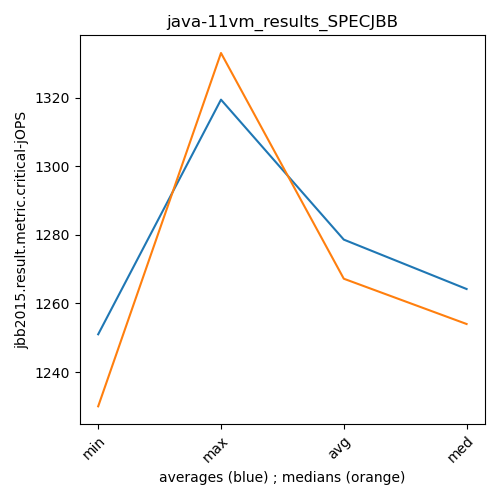 java-11vm_results_SPECJBB
jbb2015.result.metric.critical-jOPS
1320
1300
1280
1260
1240
min
max
avg
med
averages (blue) ; medians (orange)